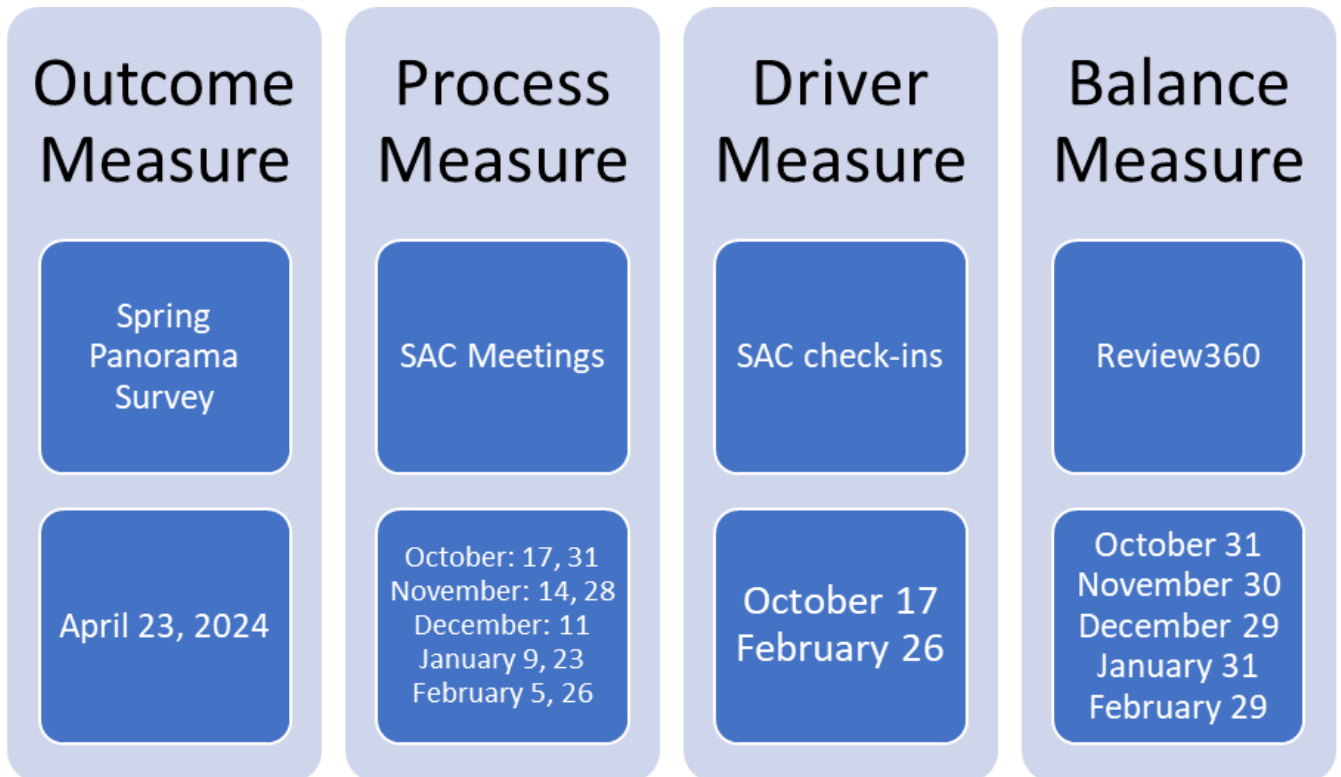 Outcome
Measure
Spring
Panorama
Survey
April 23, 2024
Process
Measure
SAC Meetings
October: 17, 31
November: 14, 28
December: 11
January 9, 23
February 5, 26
Driver
Measure
SAC check-ins
October 17
February 26
Balance
Measure
Review360
October 31
November 30
December 29
January 31
February 29